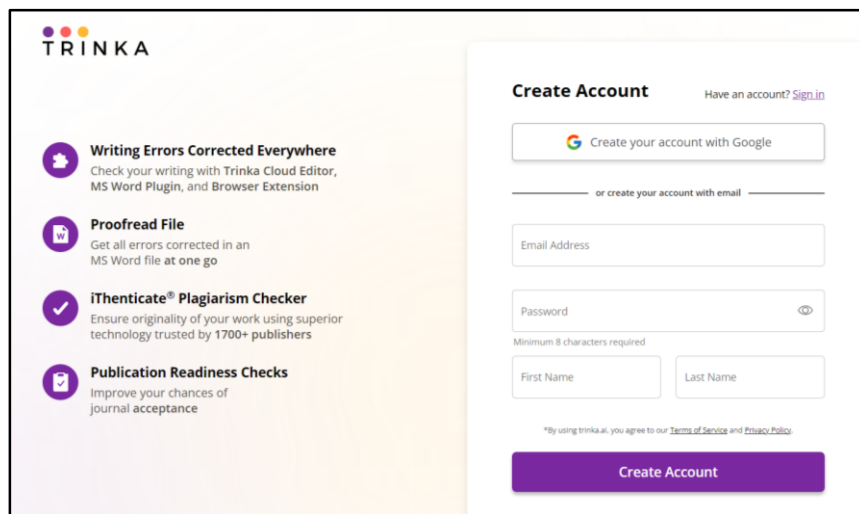 TRINKA
Writing Errors Corrected Everywhere
Check your writing with Trinka Cloud Editor,
MS Word Plugin, and Browser Extension
W
Proofread File
Get all errors corrected in an
MS Word file at one go
iThenticate® Plagiarism Checker
Ensure originality of your work using superior
technology trusted by 1700+ publishers
Publication Readiness Checks
Improve your chances of
journal acceptance
Create Account
Have an account? Sign in
Create your account with Google
or create your account with email
Email Address
Password
Minimum 8 characters required
First Name
Last Name
*By using trinka.ai, you agree to our Terms of Service and Privacy Policy.
Create Account